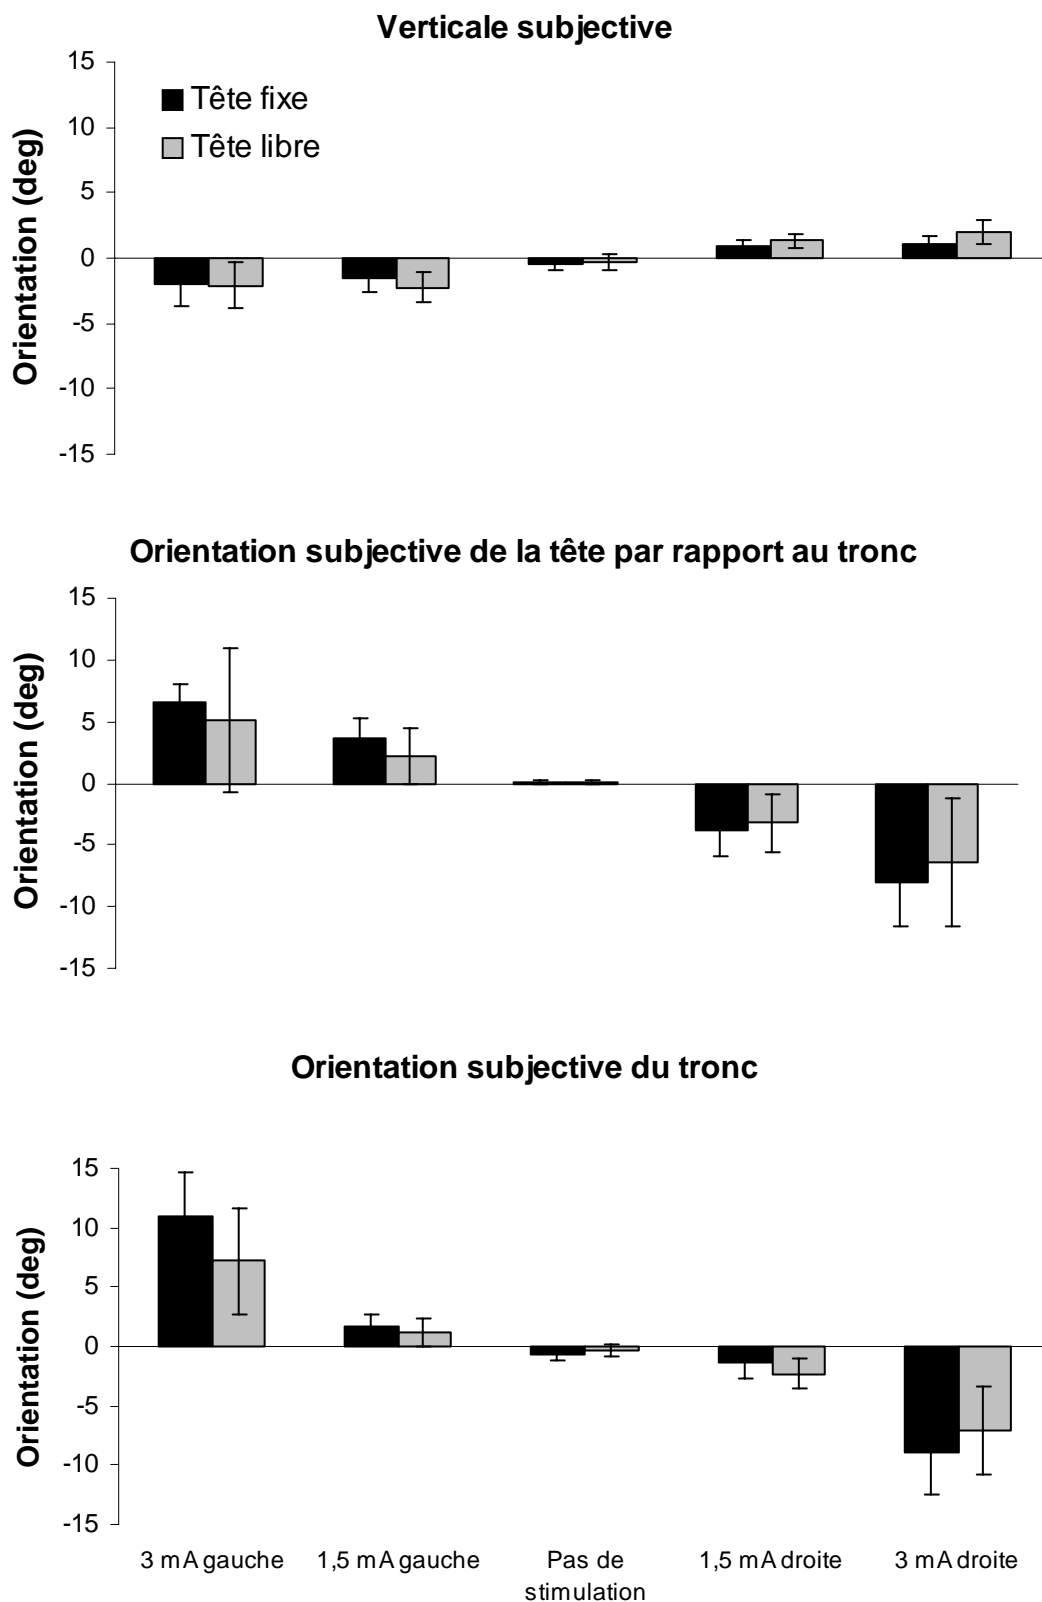 Verticale subjective
15
10
5
0
-5
-10
-15
Orientation (deg)
Tête fixe
Tête libre
Orientation subjective de la tête par rapport au tronc
15
10
5
0
-5
-10
-15
Orientation (deg)
Orientation subjective du tronc
15
10
5
0
-5
-10
-15
Orientation (deg)
3 mA gauche
1,5 mA gauche
Pas de
stimulation
1,5 mA droite
3 mA droite